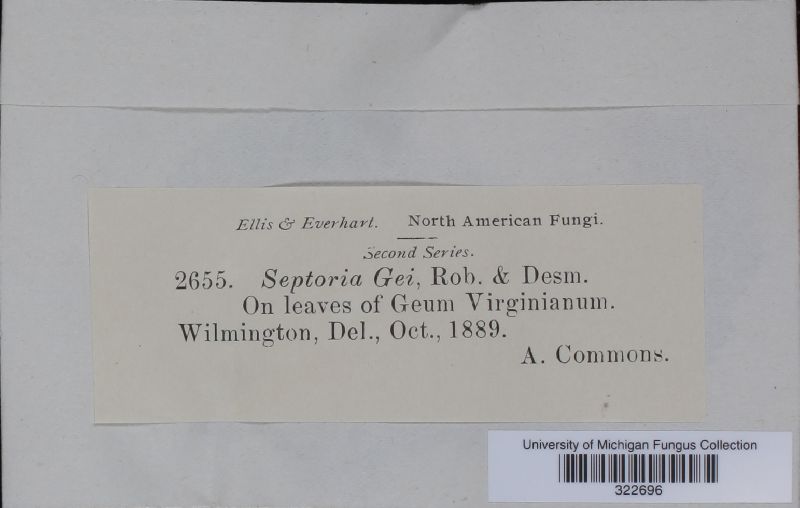 Ellis & Everhart. North American Fungi.
Second Series.
2655. Septoria Gei, Rob. & Desm.
On leaves of Geum Virginianum.
Wilmington, Del., Oct., 1889.
A. Commons.
University of Michigan Fungus Collection
322696